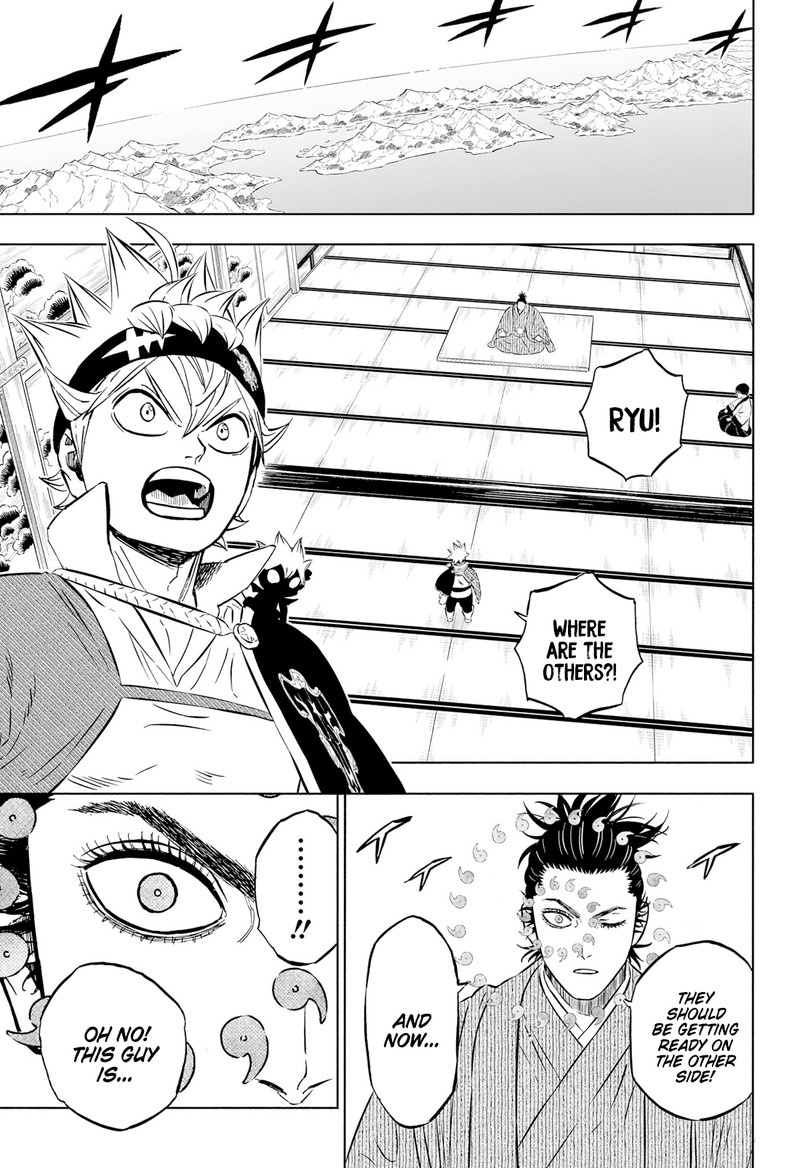 RYU!
WHERE
ARE THE
OTHERS?!
THEY
SHOULD
BE GETTING
READY ON
THE OTHER
SIDE!
AND
NOW...
........!!
OH NO!
THIS GUY
IS...